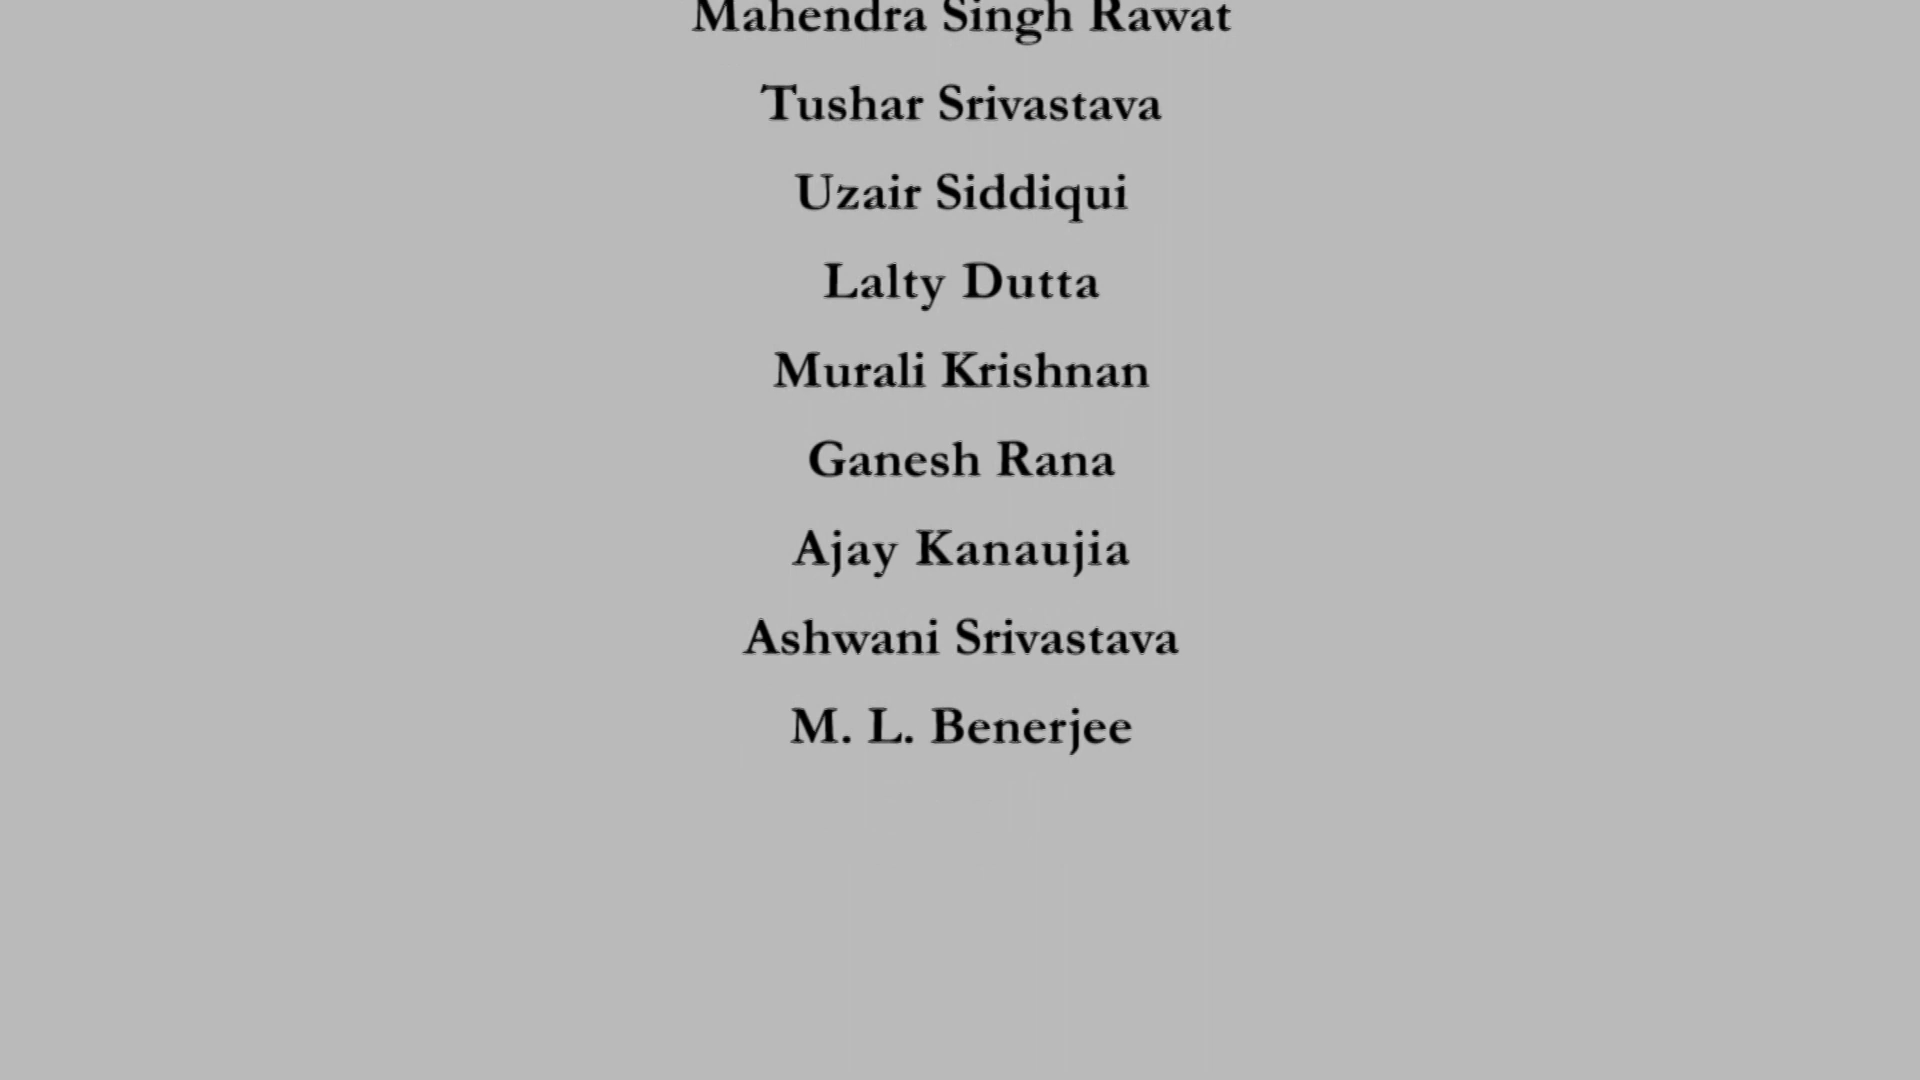 Mahendra Singh Rawat
Tushar Srivastava
Uzair Siddiqui
Lalty Dutta
Murali Krishnan
Ganesh Rana
Ajay Kanaujia
Ashwani Srivastava
M. L. Benerjee